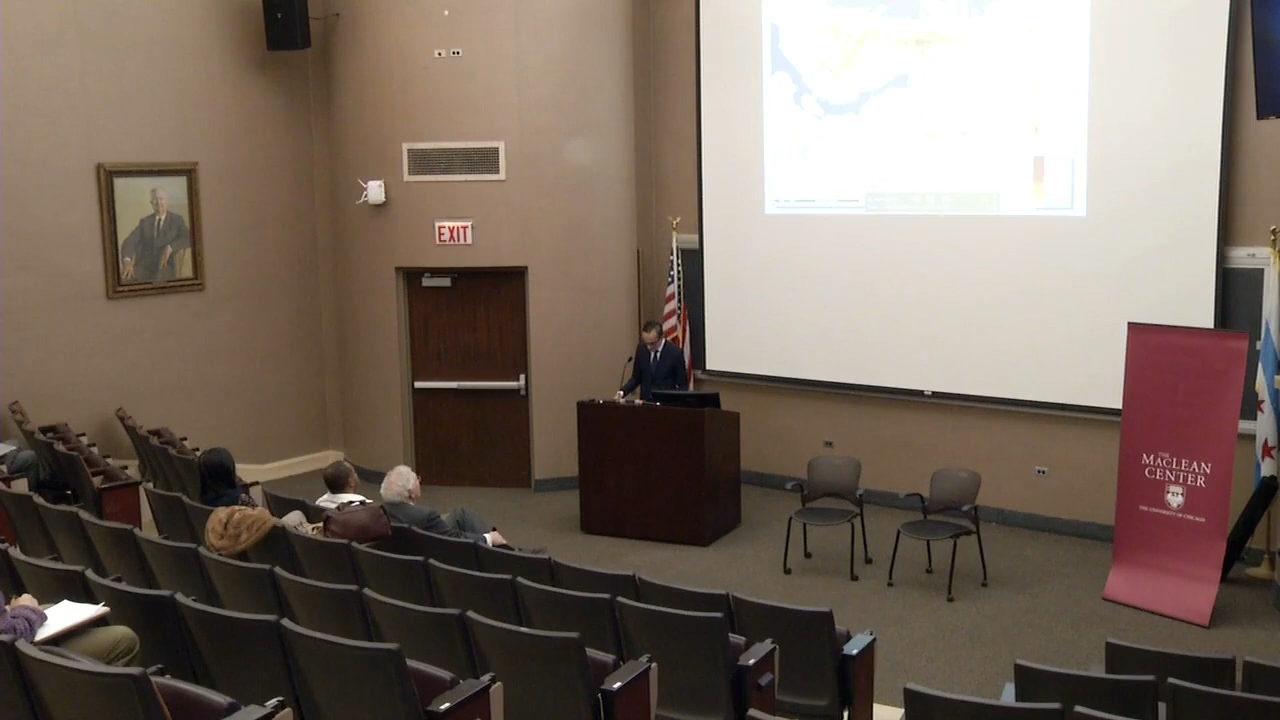 EXIT
THE
MACLEAN
CENTER
THE UNIVERSITY OF CHICAGO